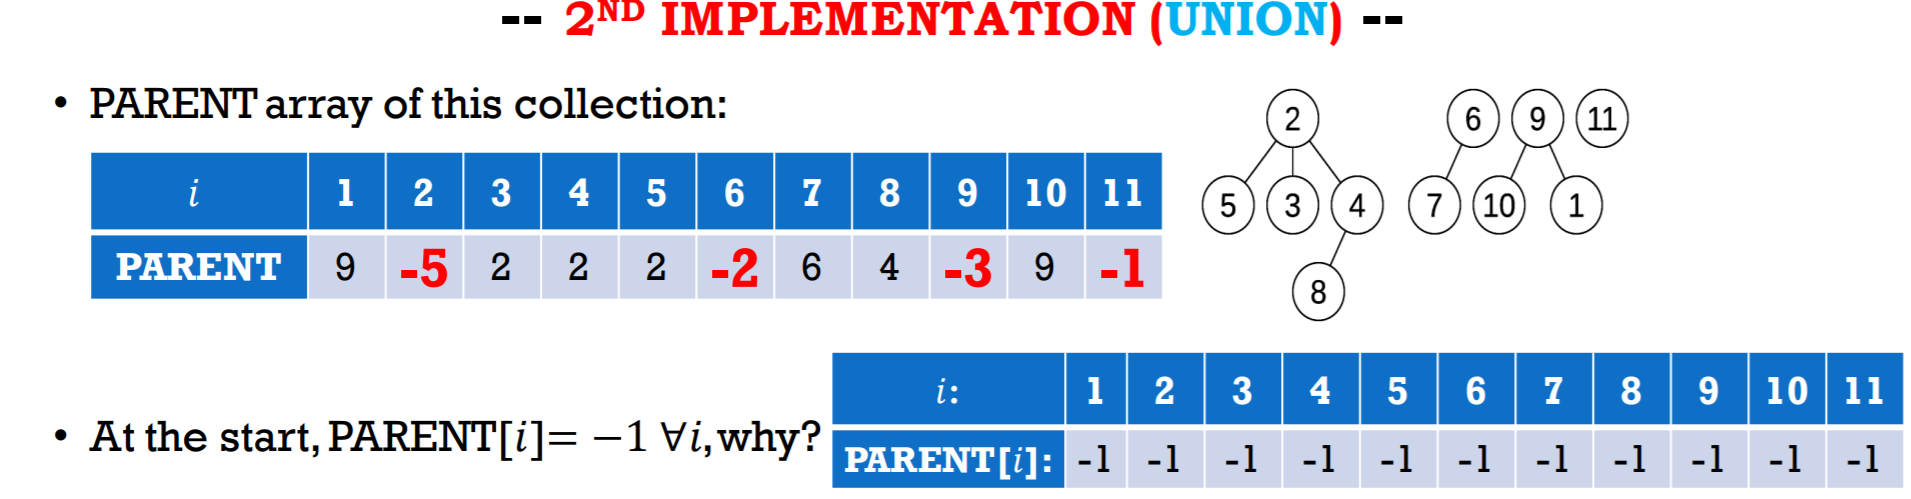 -- 2ND IMPLEMENTATION (UNION) --
• PARENT array of this collection:
i 1 2 3 4 5 6 7 8 9 10 11
PARENT 9 -5 2 2 2 -2 6 4 -3 9 -1
2 6 9 11
5 3 4 7 10 1
8
• At the start, PARENT[i]= −1 ∀i, why?
i: 1 2 3 4 5 6 7 8 9 10 11
PARENT[i]: -1 -1 -1 -1 -1 -1 -1 -1 -1 -1 -1